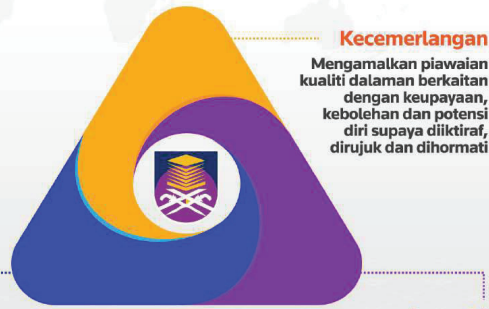 Kecemerlangan
Mengamalkan piawaian
kualiti dalaman berkaitan
dengan keupayaan,
kebolehan dan potensi
diri supaya diiktiraf,
dirujuk dan dihormati